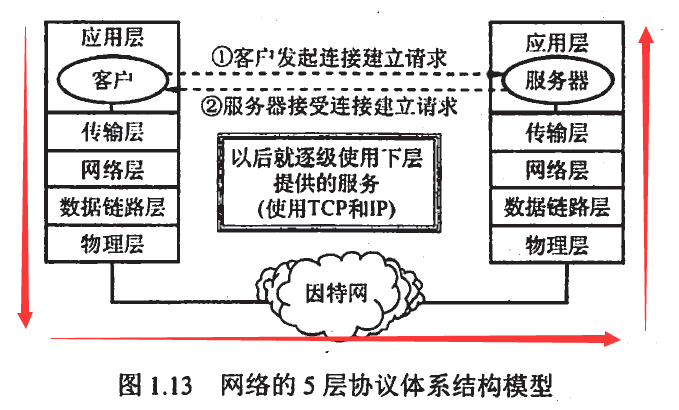 应用层
客户
传输层
网络层
数据链路层
物理层
①客户发起连接建立请求
②服务器接受连接建立请求
以后就逐级使用下层
提供的服务
(使用TCP和IP)
因特网
应用层
服务器
传输层
网络层
数据链路层
物理层
图 1.13 网络的 5 层协议体系结构模型